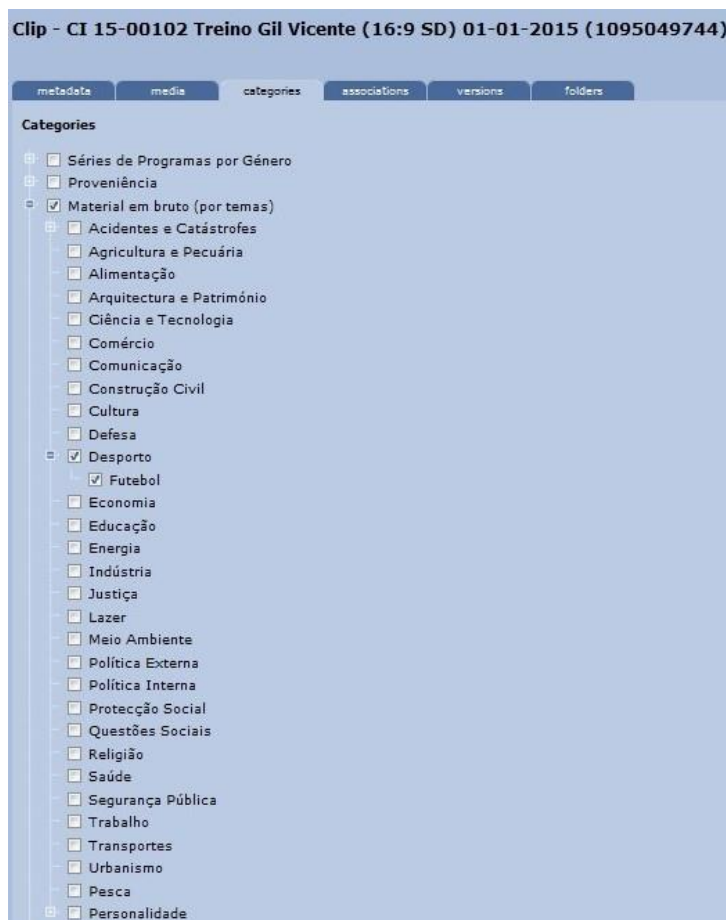 Clip - CI 15-00102 Treino Gil Vicente (16:9 SD) 01-01-2015 (1095049744)
metadata media categories associations versions folders
Categories
Séries de Programas por Género
Proveniência
Material em bruto (por temas)
Acidentes e Catástrofes
Agricultura e Pecuária
Alimentação
Arquitectura e Património
Ciência e Tecnologia
Comércio
Comunicação
Construção Civil
Cultura
Defesa
Desporto
Futebol
Economia
Educação
Energia
Indústria
Justiça
Lazer
Meio Ambiente
Política Externa
Política Interna
Protecção Social
Questões Sociais
Religião
Saúde
Segurança Pública
Trabalho
Transportes
Urbanismo
Pesca
Personalidade